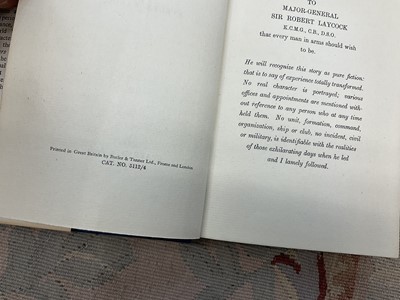 Printed in Great Britain by Butler & Tanner Ltd., Frome and London
CAT. NO. 5212/4
TO
MAJOR-GENERAL
SIR ROBERT LAYCOCK
K.C.M.G., C.B., D.S.O.
that every man in arms should wish
to be.
He will recognize this story as pure fiction:
that is to say of experience totally transformed.
No real character is portrayed; various
offices and appointments are mentioned with-
out reference to any person who at any time
held them. No unit, formation, command,
organization, ship or club, no incident, civil
or military, is identifiable with the realities
of those exhilarating days when he led
and I lamely followed.